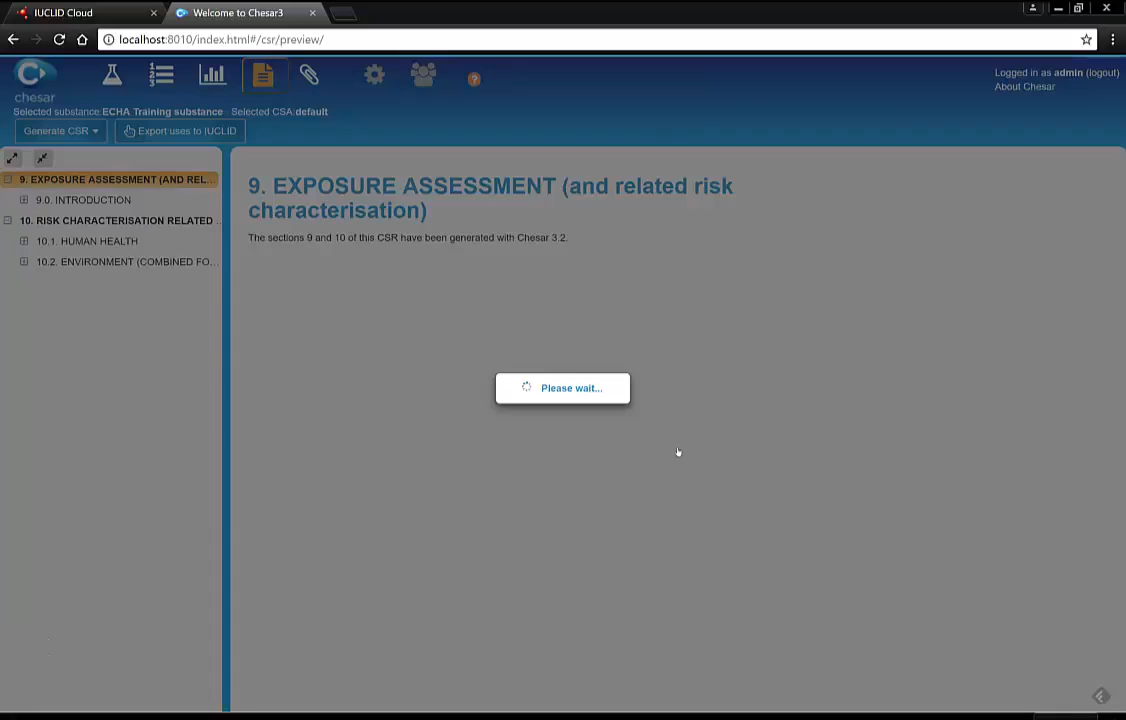 IUCLID Cloud
Welcome to Chesar3
localhost:8010/index.html#/csr/preview/
chesar
Logged in as admin (logout)
About Chesar
Selected substance:ECHA Training substance Selected CSA:default
Generate CSR
Export uses to IUCLID
9. EXPOSURE ASSESSMENT (AND REL...
9.0. INTRODUCTION
10. RISK CHARACTERISATION RELATED ...
10.1. HUMAN HEALTH
10.2. ENVIRONMENT (COMBINED FO...
9. EXPOSURE ASSESSMENT (and related risk
characterisation)
The sections 9 and 10 of this CSR have been generated with Chesar 3.2.
Please wait...